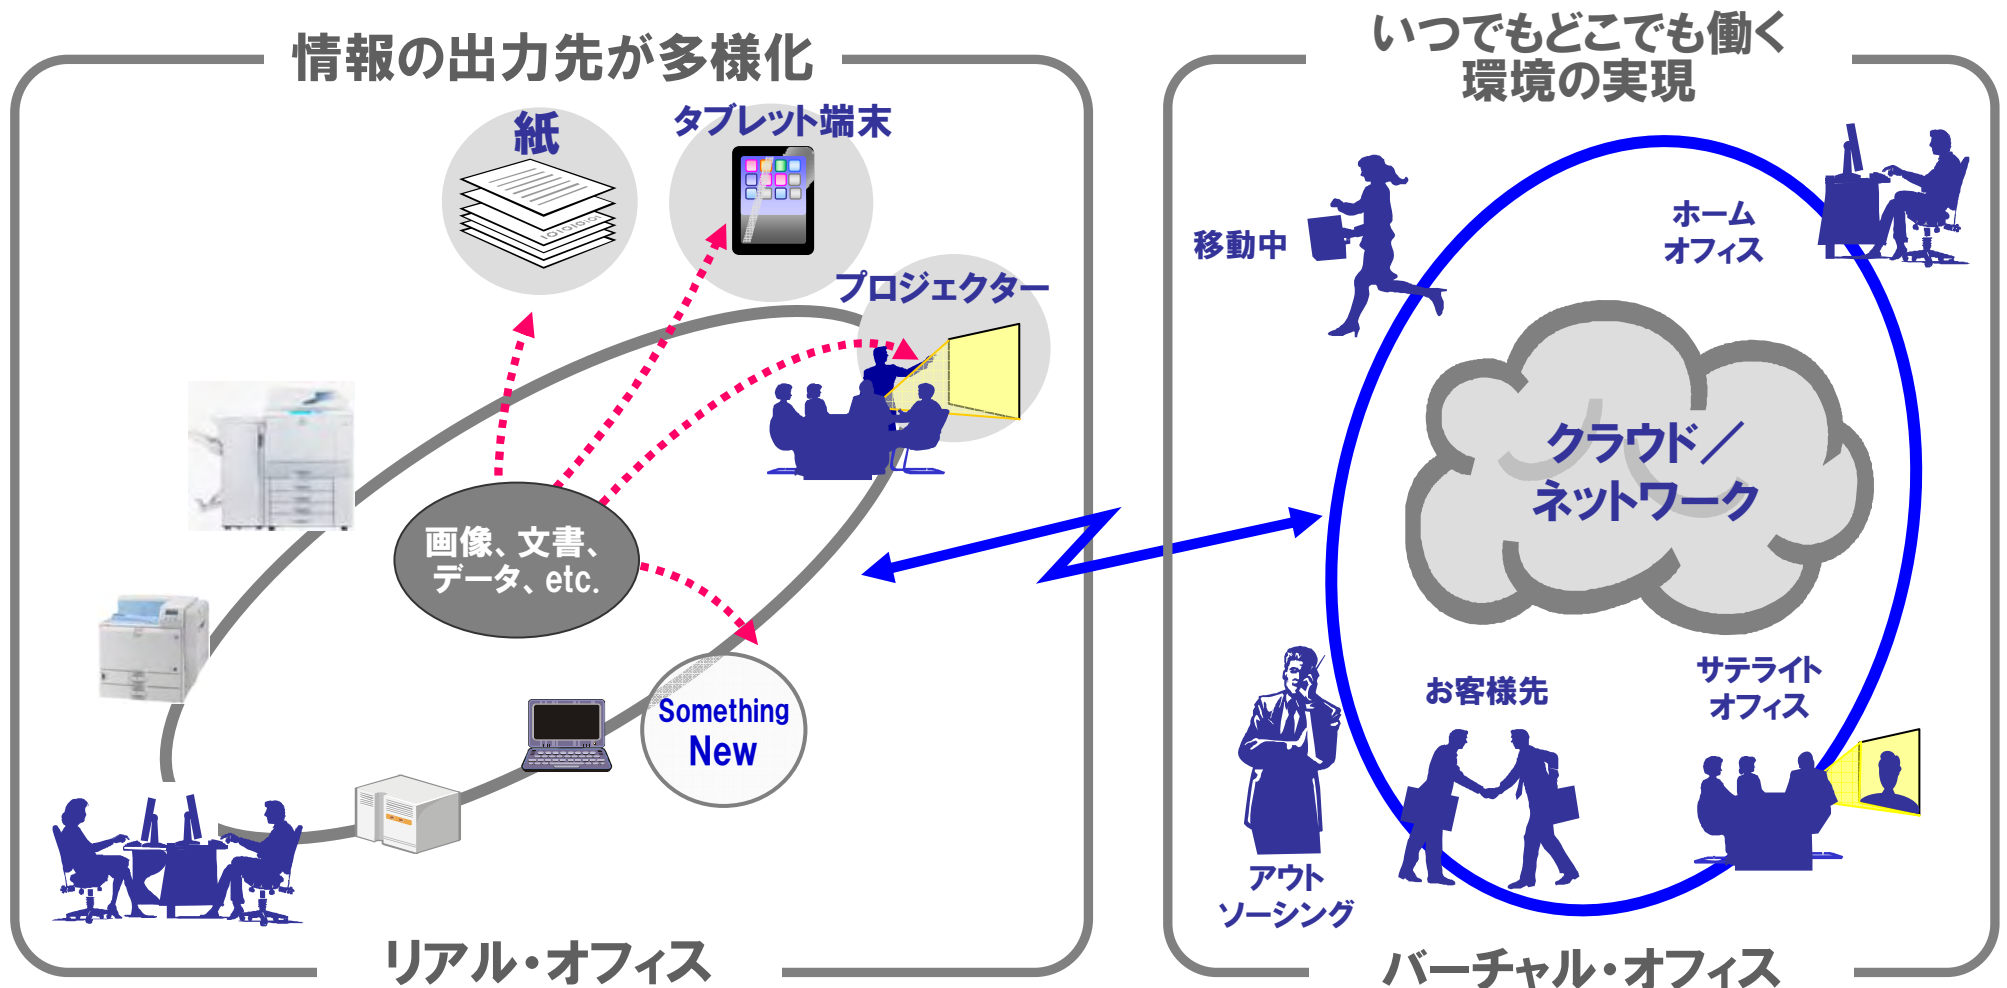 情報の出力先が多様化
紙
タブレット端末
プロジェクター
画像、文書、
データ、etc.
Something
New
リアル・オフィス
いつでもどこでも働く
環境の実現
移動中
ホーム
オフィス
クラウド／
ネットワーク
アウト
ソーシング
お客様先
サテライト
オフィス
バーチャル・オフィス